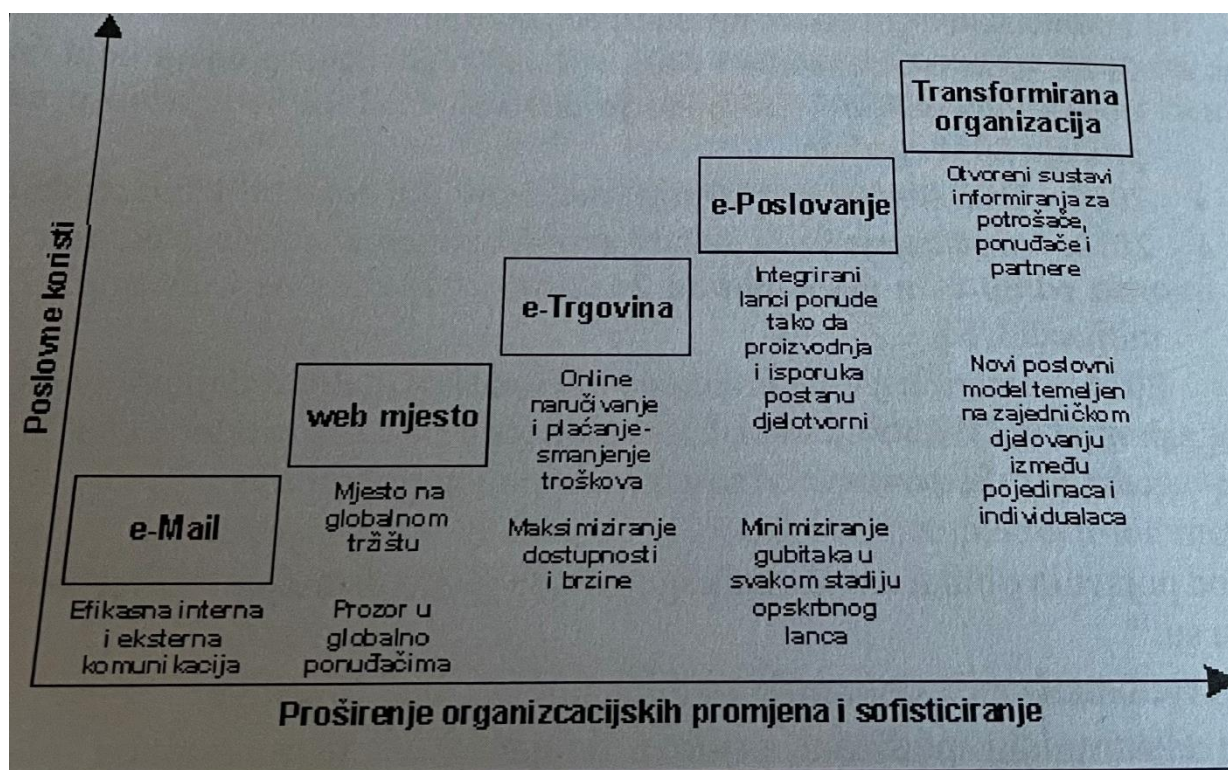 Poslovne koristi
e-Mail
Efikasna interna
i eksterna
komunikacija
web mjesto
Mjesto na
globalnom
tržištu
Prozor u
globalno
ponuđačima
e-Trgovina
Online
naručivanje
i plaćanje-
smanjenje
troškova
Maksimiziranje
dostupnosti
i brzine
e-Poslovanje
Integrirani
lanci ponude
tako da
proizvodnja
i isporuka
postanu
djelotvorni
Minimiziranje
gubitaka u
svakom stadiju
opskrbnog
lanca
Transformirana
organizacija
Otvoreni sustavi
informiranja za
potrošače,
ponuđače i
partnere
Novi poslovni
model temeljen
na zajedničkom
djelovanju
između
pojedinaca i
individualaca
Proširenje organizcacijskih promjena i sofisticiranje